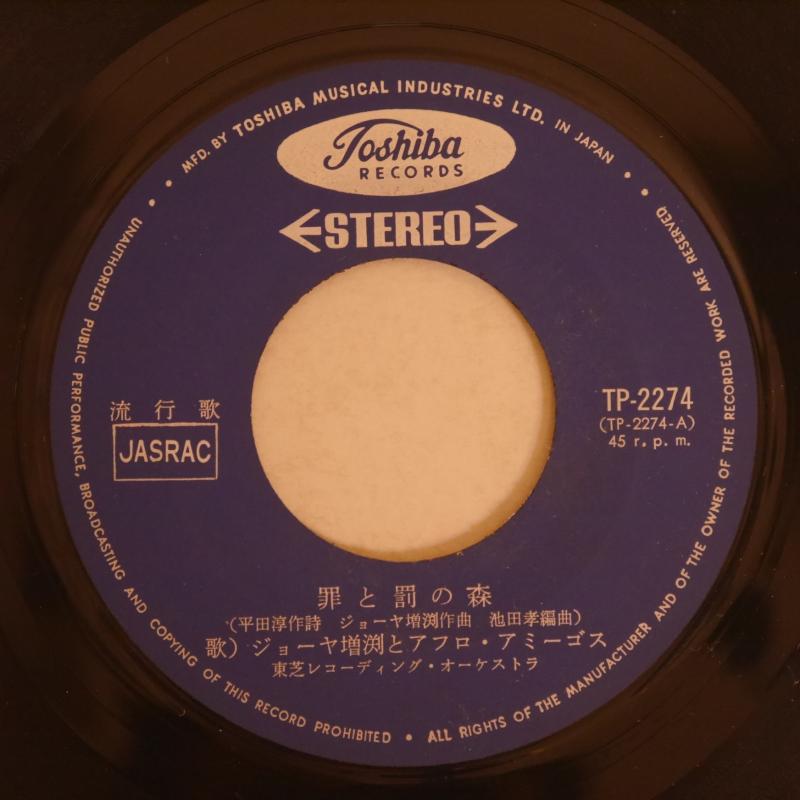 MFD. BY TOSHIBA MUSICAL INDUSTRIES LTD. IN JAPAN
Toshiba
RECORDS
STEREO
流行歌
JASRAC
TP-2274
(TP-2274-A)
45 r. p. m.
罪と罰の森
(平田淳作詩 ジョーヤ増渕作曲 池田孝編曲)
歌) ジョーヤ増渕とアフロ・アミーゴス
東芝レコーディング・オーケストラ
UNAUTHORIZED PUBLIC PERFORMANCE, BROADCASTING AND COPYING OF THIS RECORD PROHIBITED • ALL RIGHTS OF THE MANUFACTURER AND OF THE OWNER OF THE RECORDED WORK ARE RESERVED